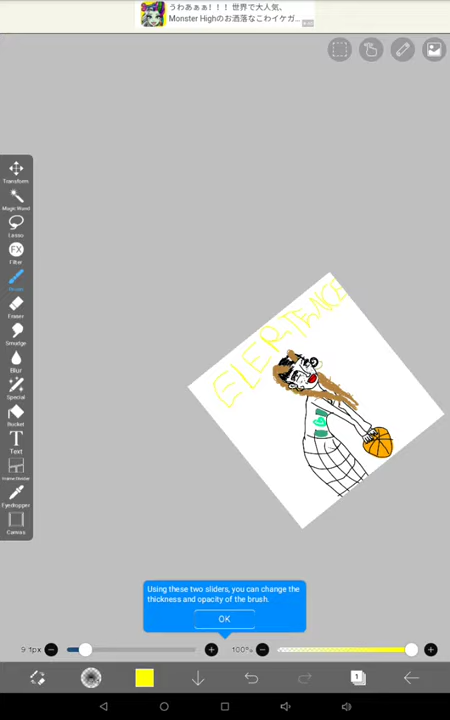 うわあぁぁ！！！世界で大人気、
Monster Highのお洒落なこわイケガ...
Transform
Magic Wand
Lasso
FX
Filter
Brush
Eraser
Smudge
Blur
Special
Bucket
T
Text
Frame Divider
Eyedropper
Canvas
Using these two sliders, you can change the
thickness and opacity of the brush.
OK
9.1px
100%
1